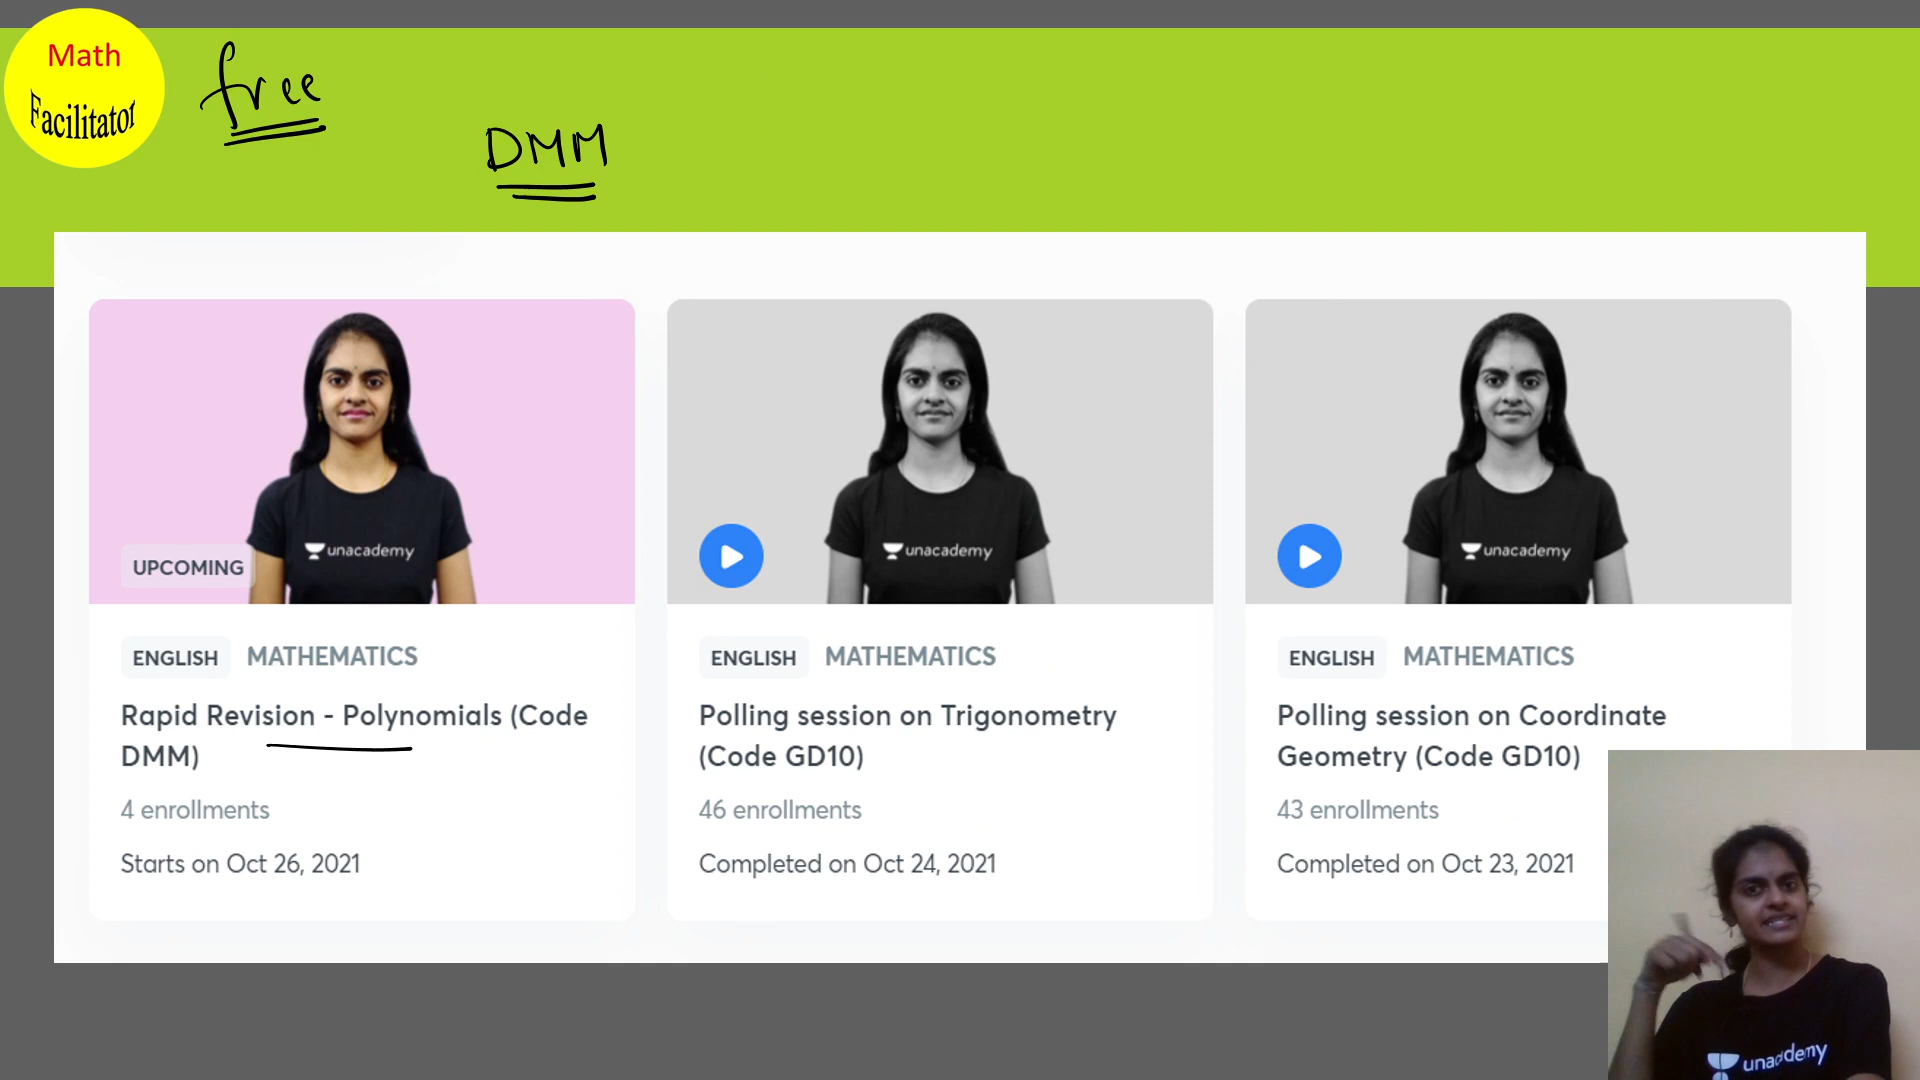 Math
Facilitator
free
DMM
unacademy
unacademy
unacademy
UPCOMING
ENGLISH MATHEMATICS
Rapid Revision - Polynomials (Code
DMM)
4 enrollments
Starts on Oct 26, 2021
ENGLISH MATHEMATICS
Polling session on Trigonometry
(Code GD10)
46 enrollments
Completed on Oct 24, 2021
ENGLISH MATHEMATICS
Polling session on Coordinate
Geometry (Code GD10)
43 enrollments
Completed on Oct 23, 2021
unacademy